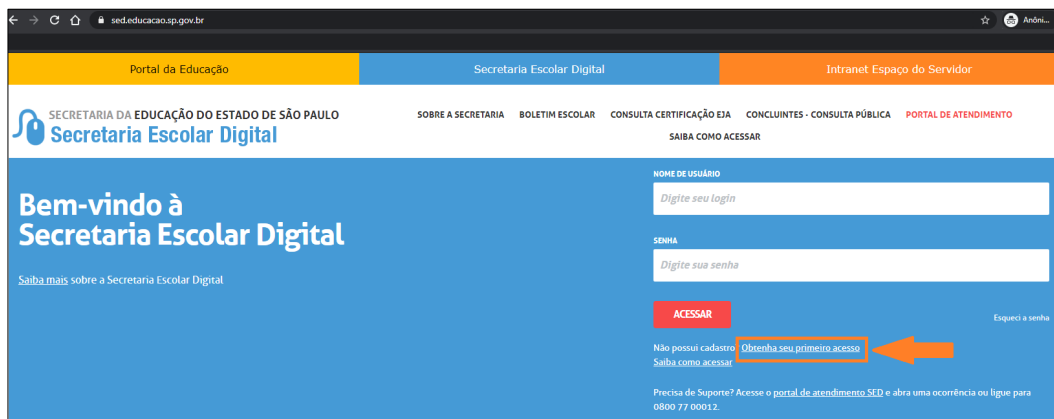 sed.educacao.sp.gov.br
Anôni...
Portal da Educação
Secretaria Escolar Digital
Intranet Espaço do Servidor
SECRETARIA DA EDUCAÇÃO DO ESTADO DE SÃO PAULO
Secretaria Escolar Digital
SOBRE A SECRETARIA BOLETIM ESCOLAR CONSULTA CERTIFICAÇÃO EJA CONCLUINTES - CONSULTA PÚBLICA PORTAL DE ATENDIMENTO
SAIBA COMO ACESSAR
Bem-vindo à
Secretaria Escolar Digital
Saiba mais sobre a Secretaria Escolar Digital
NOME DE USUÁRIO
Digite seu login
SENHA
Digite sua senha
ACESSAR
Esqueci a senha
Não possui cadastro Obtenha seu primeiro acesso
Saiba como acessar
Precisa de Suporte? Acesse o portal de atendimento SED e abra uma ocorrência ou ligue para
0800 77 00012.